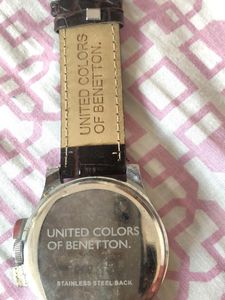 UNITED COLORS
OF BENETTON.
UNITED COLORS
OF BENETTON.
STAINLESS STEEL BACK